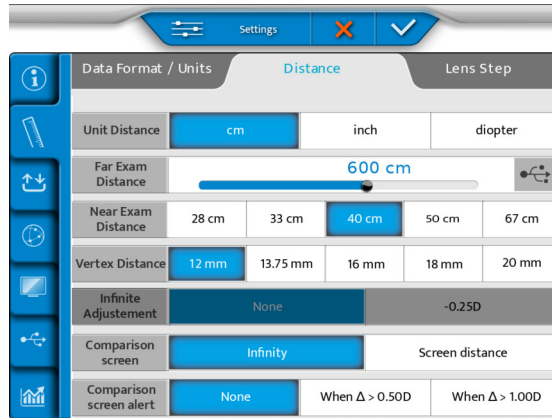 Settings
Data Format / Units Distance Lens Step
Unit Distance cm inch diopter
Far Exam
Distance
600 cm
Near Exam
Distance
28 cm 33 cm 40 cm 50 cm 67 cm
Vertex Distance 12 mm 13.75 mm 16 mm 18 mm 20 mm
Infinite
Adjustement
None -0.25D
Comparison
screen
Infinity Screen distance
Comparison
screen alert
None When Δ > 0.50D When Δ > 1.00D